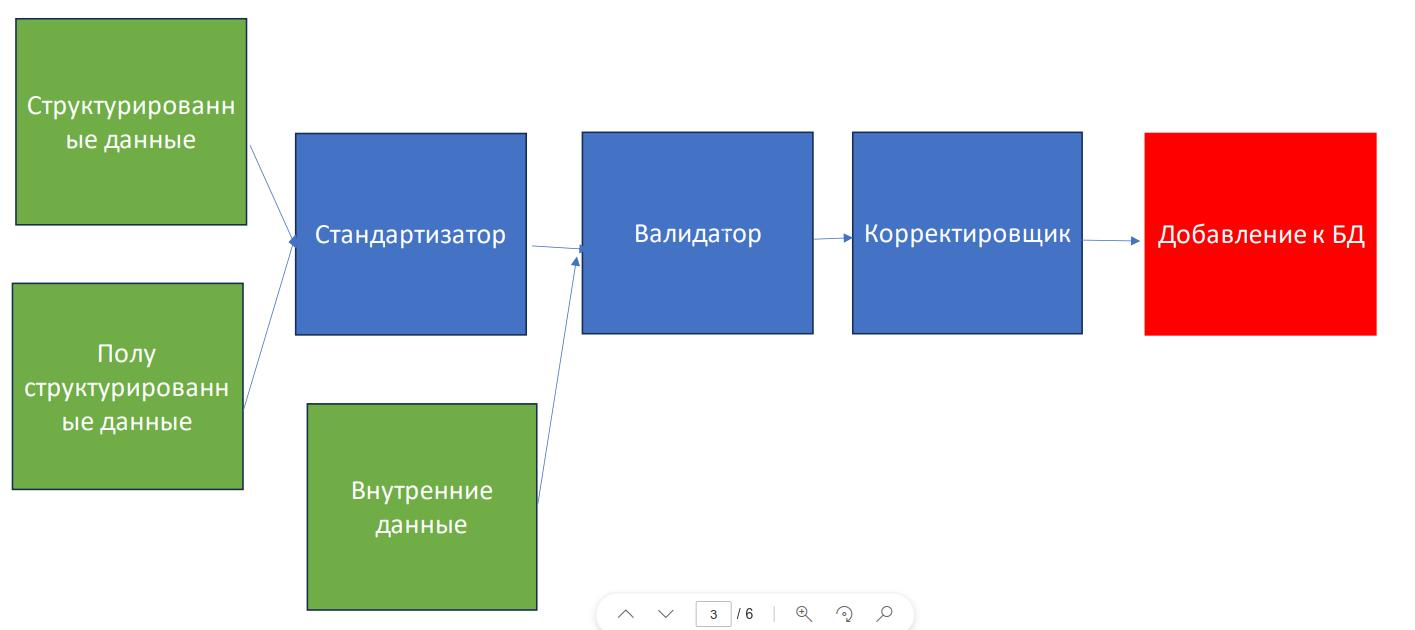 Структурированн
ые данные
Стандартизатор
Валидатор
Корректировщик
Добавление к БД
Полу
структурированн
ые данные
Внутренние
данные
3 / 6